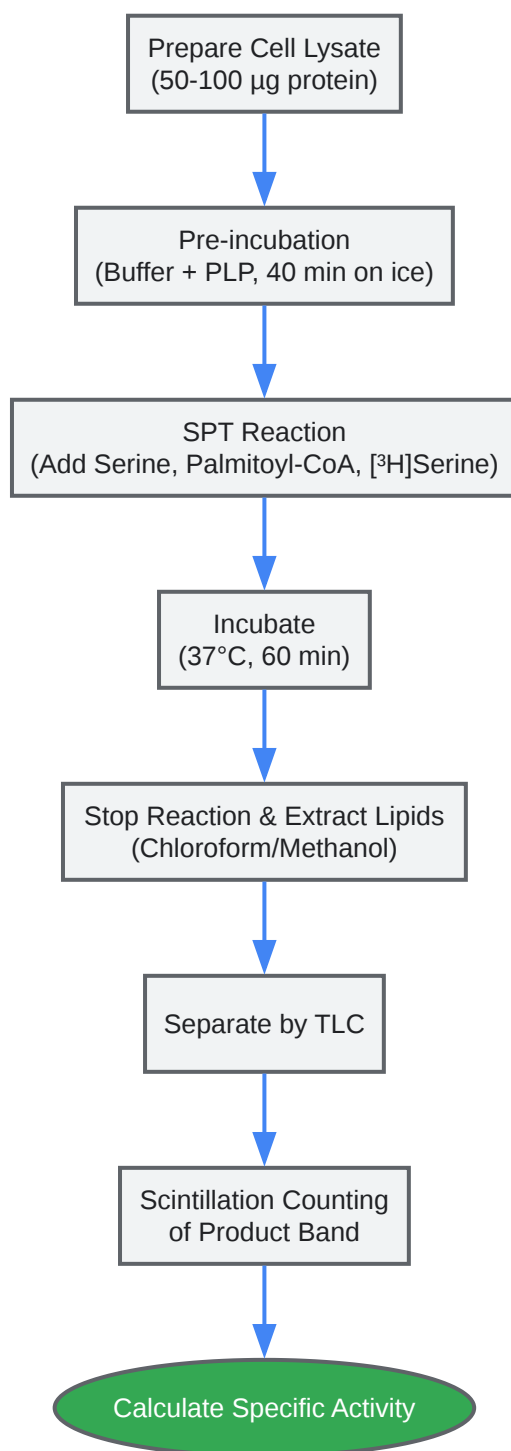 Prepare Cell Lysate
(50-100 µg protein)
Pre-incubation
(Buffer + PLP, 40 min on ice)
SPT Reaction
(Add Serine, Palmitoyl-CoA, [³H]Serine)
Incubate
(37°C, 60 min)
Stop Reaction & Extract Lipids
(Chloroform/Methanol)
Separate by TLC
Scintillation Counting
of Product Band
Calculate Specific Activity